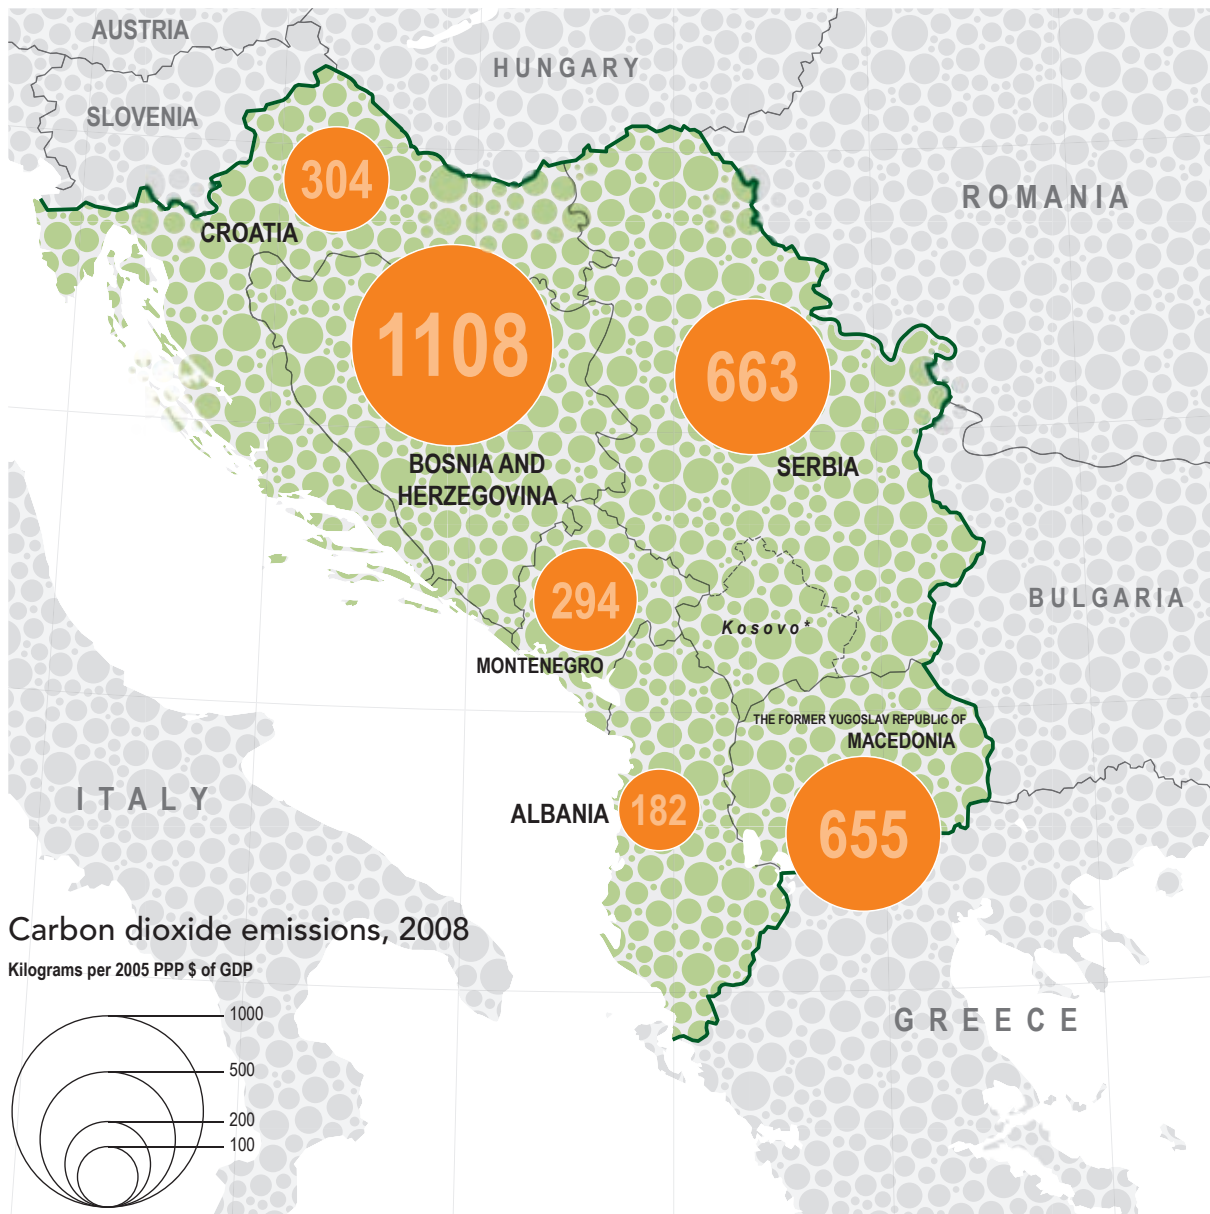 AUSTRIA
HUNGARY
SLOVENIA
304
ROMANIA
CROATIA
1108
663
BOSNIA AND
HERZEGOVINA
SERBIA
294
BULGARIA
Kosovo*
MONTENEGRO
THE FORMER YUGOSLAV REPUBLIC OF
MACEDONIA
ITALY
ALBANIA
182
655
Carbon dioxide emissions, 2008
Kilograms per 2005 PPP $ of GDP
GREECE
1000
500
200
100